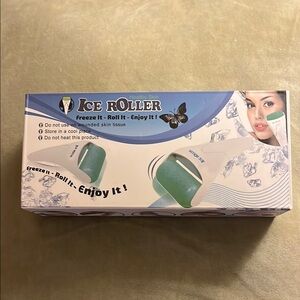 ICE ROLLER
Freeze It - Roll It - Enjoy It !
Do not use on wounded skin tissue
Store in a cool place
Do not heat this product
Freeze It - Roll It - Enjoy It !